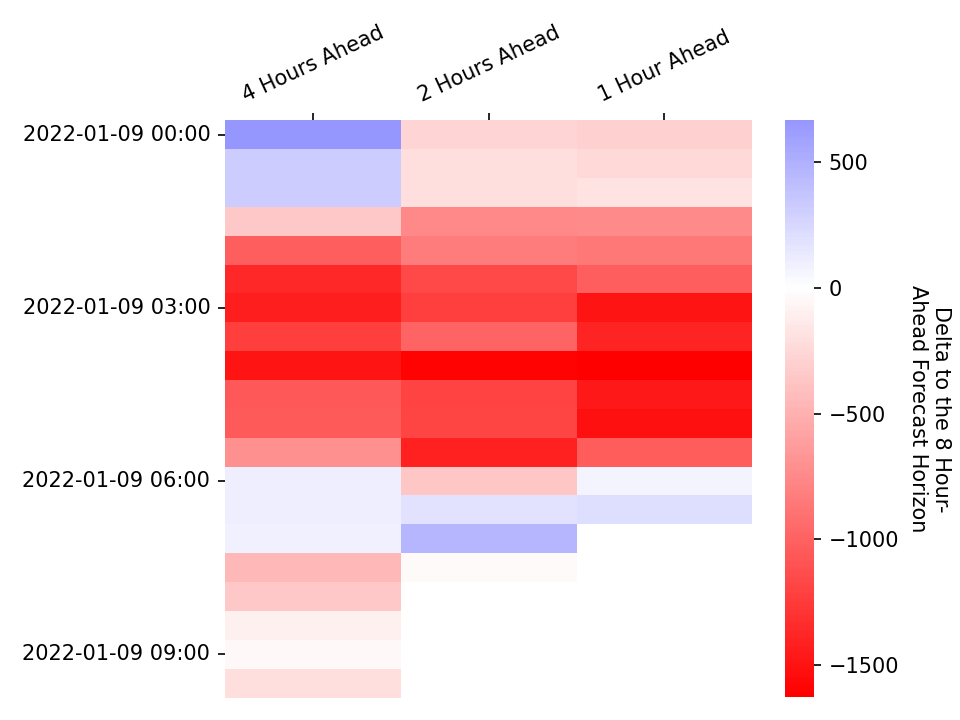 4 Hours Ahead
2 Hours Ahead
1 Hour Ahead
2022-01-09 00:00
2022-01-09 03:00
2022-01-09 06:00
2022-01-09 09:00
500
0
−500
−1000
−1500
Delta to the 8 Hour-
Ahead Forecast Horizon